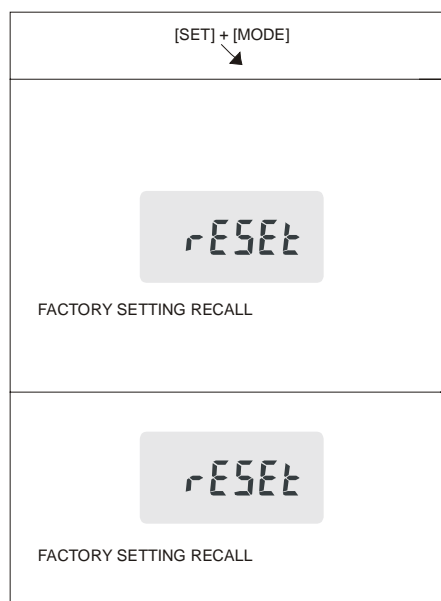 [SET] + [MODE]
rESEt
FACTORY SETTING RECALL
rESEt
FACTORY SETTING RECALL